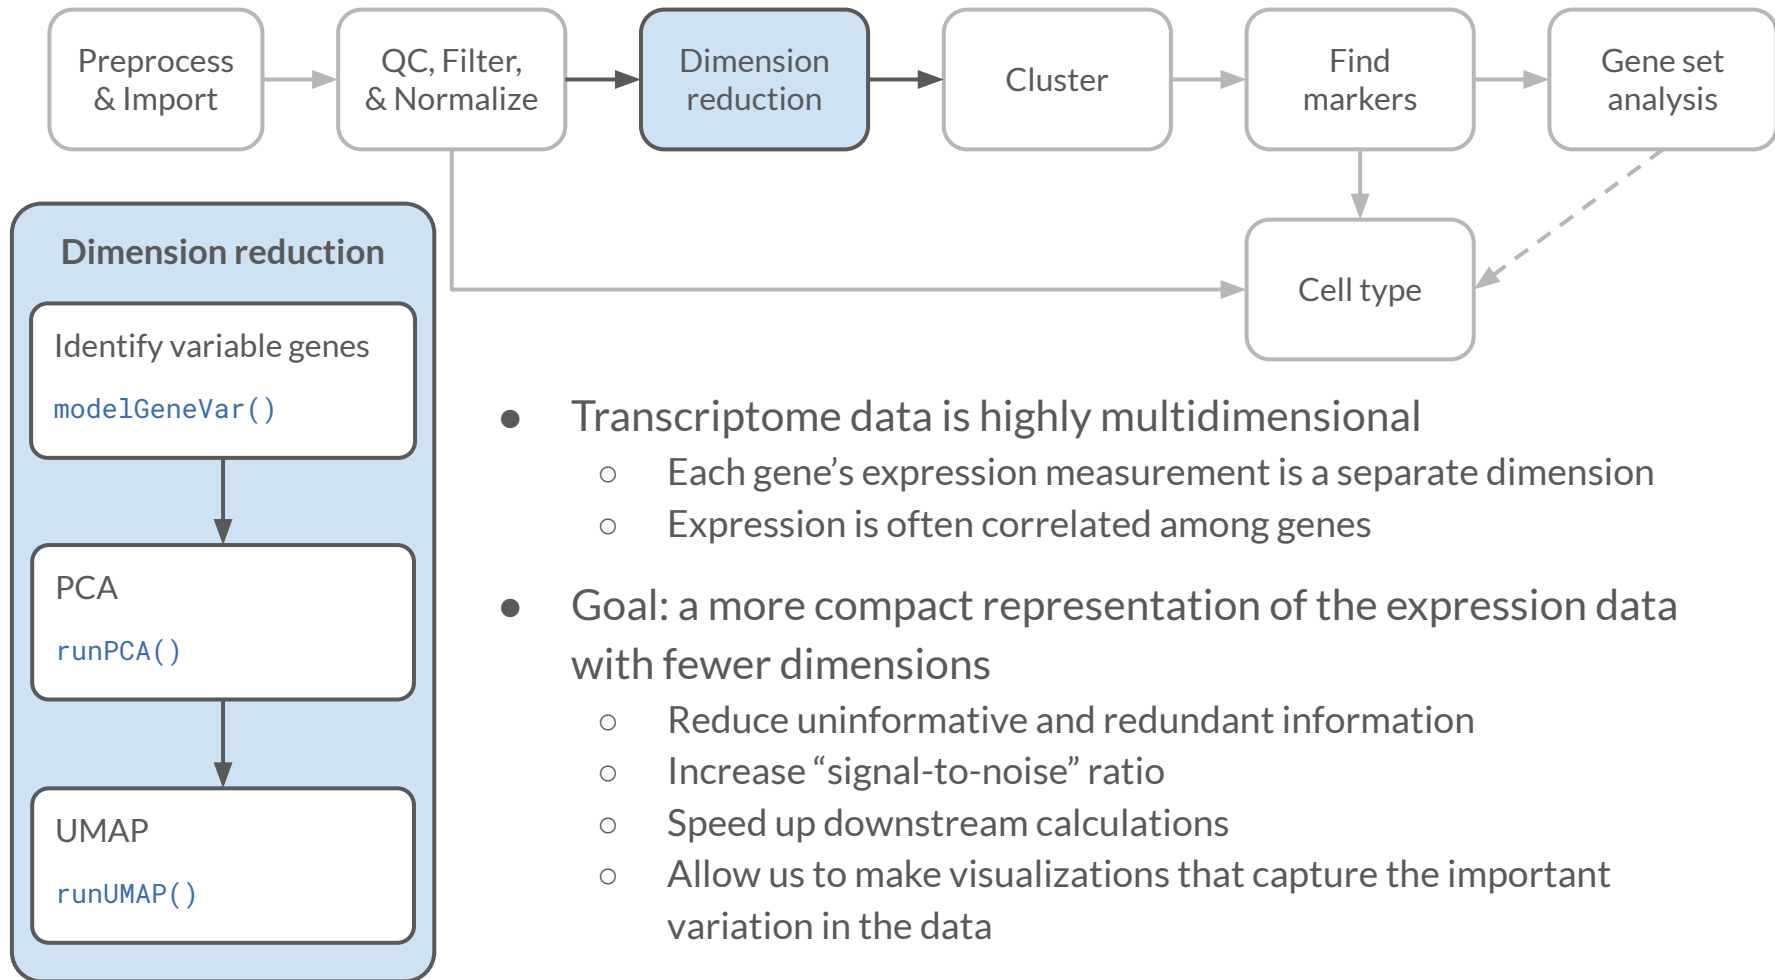 Preprocess
& Import
QC, Filter,
& Normalize
Dimension
reduction
Cluster
Find
markers
Gene set
analysis
Cell type
Dimension reduction
Identify variable genes
modelGeneVar()
PCA
runPCA()
UMAP
runUMAP()
● Transcriptome data is highly multidimensional
○ Each gene’s expression measurement is a separate dimension
○ Expression is often correlated among genes
● Goal: a more compact representation of the expression data
with fewer dimensions
○ Reduce uninformative and redundant information
○ Increase “signal-to-noise” ratio
○ Speed up downstream calculations
○ Allow us to make visualizations that capture the important
variation in the data